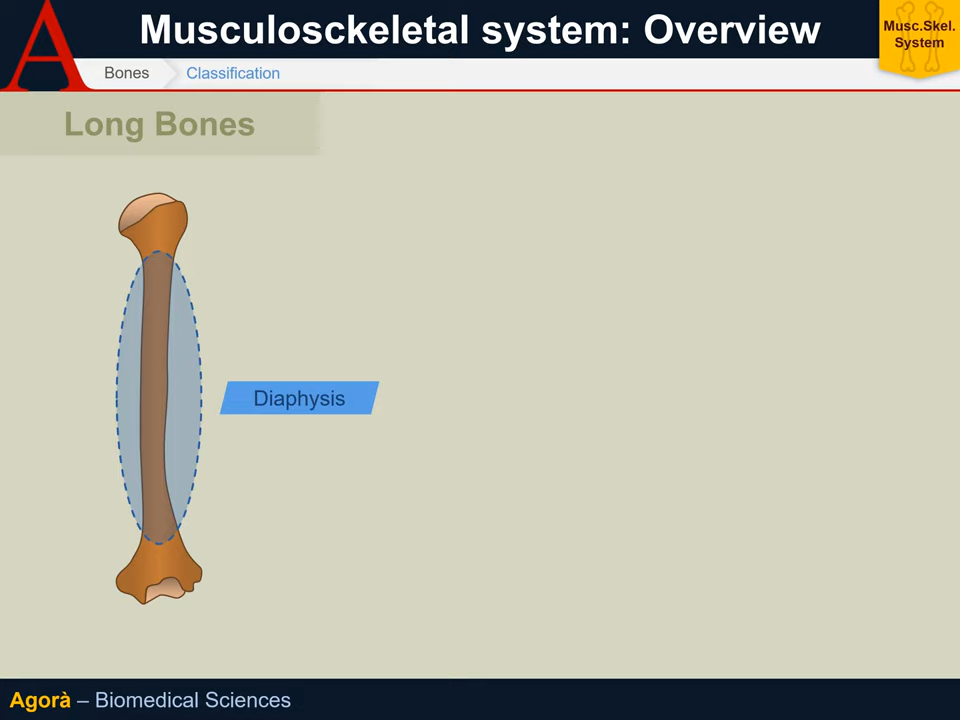 Musculosckeletal system: Overview
Musc.Skel.
System
A
Bones
Classification
Long Bones
Diaphysis
Agorà – Biomedical Sciences